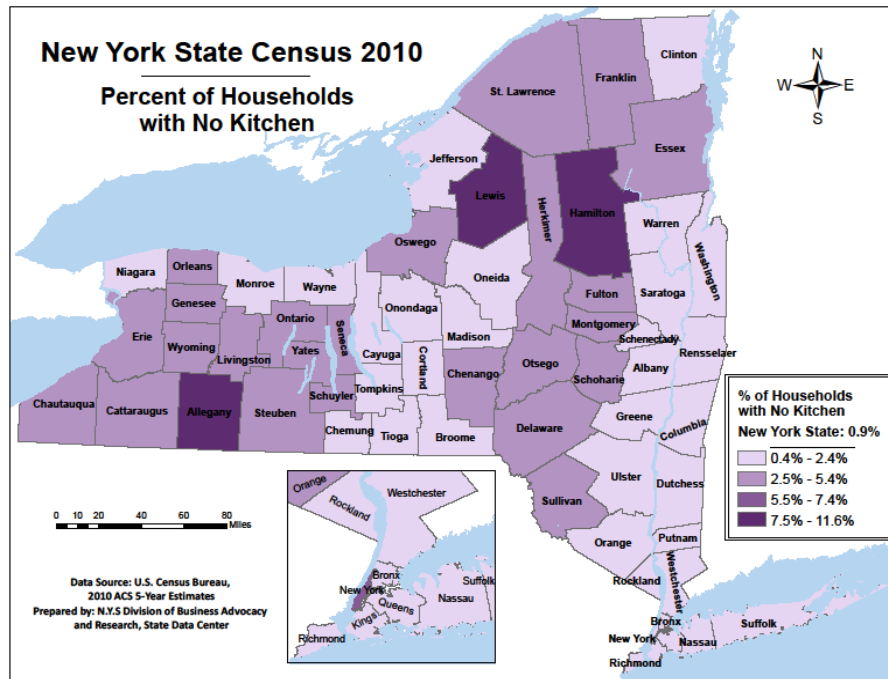 New York State Census 2010
Percent of Households
with No Kitchen
N
W
E
S
Clinton
Franklin
St. Lawrence
Essex
Jefferson
Lewis
Hamilton
Herkimer
Warren
Washington
Oswego
Oneida
Niagara
Orleans
Monroe
Wayne
Saratoga
Genesee
Onondaga
Fulton
Ontario
Seneca
Montgomery
Madison
Schenectady
Erie
Wyoming
Livingston
Yates
Cayuga
Cortland
Otsego
Schoharie
Albany
Rensselaer
Chenango
Schuyler
Tompkins
Chautauqua
Cattaraugus
Allegany
Steuben
Chemung
Tioga
Broome
Delaware
Greene
Columbia
Ulster
Dutchess
Sullivan
Orange
Putnam
Rockland
Westchester
Bronx
New York
Nassau
Suffolk
Richmond
Orange
Rockland
Westchester
Bronx
New York
Queens
Kings
Nassau
Suffolk
Richmond
% of Households
with No Kitchen
New York State: 0.9%
0.4% - 2.4%
2.5% - 5.4%
5.5% - 7.4%
7.5% - 11.6%
0 10 20 40 60 80
Miles
Data Source: U.S. Census Bureau,
2010 ACS 5-Year Estimates
Prepared by: N.Y.S Division of Business Advocacy
and Research, State Data Center